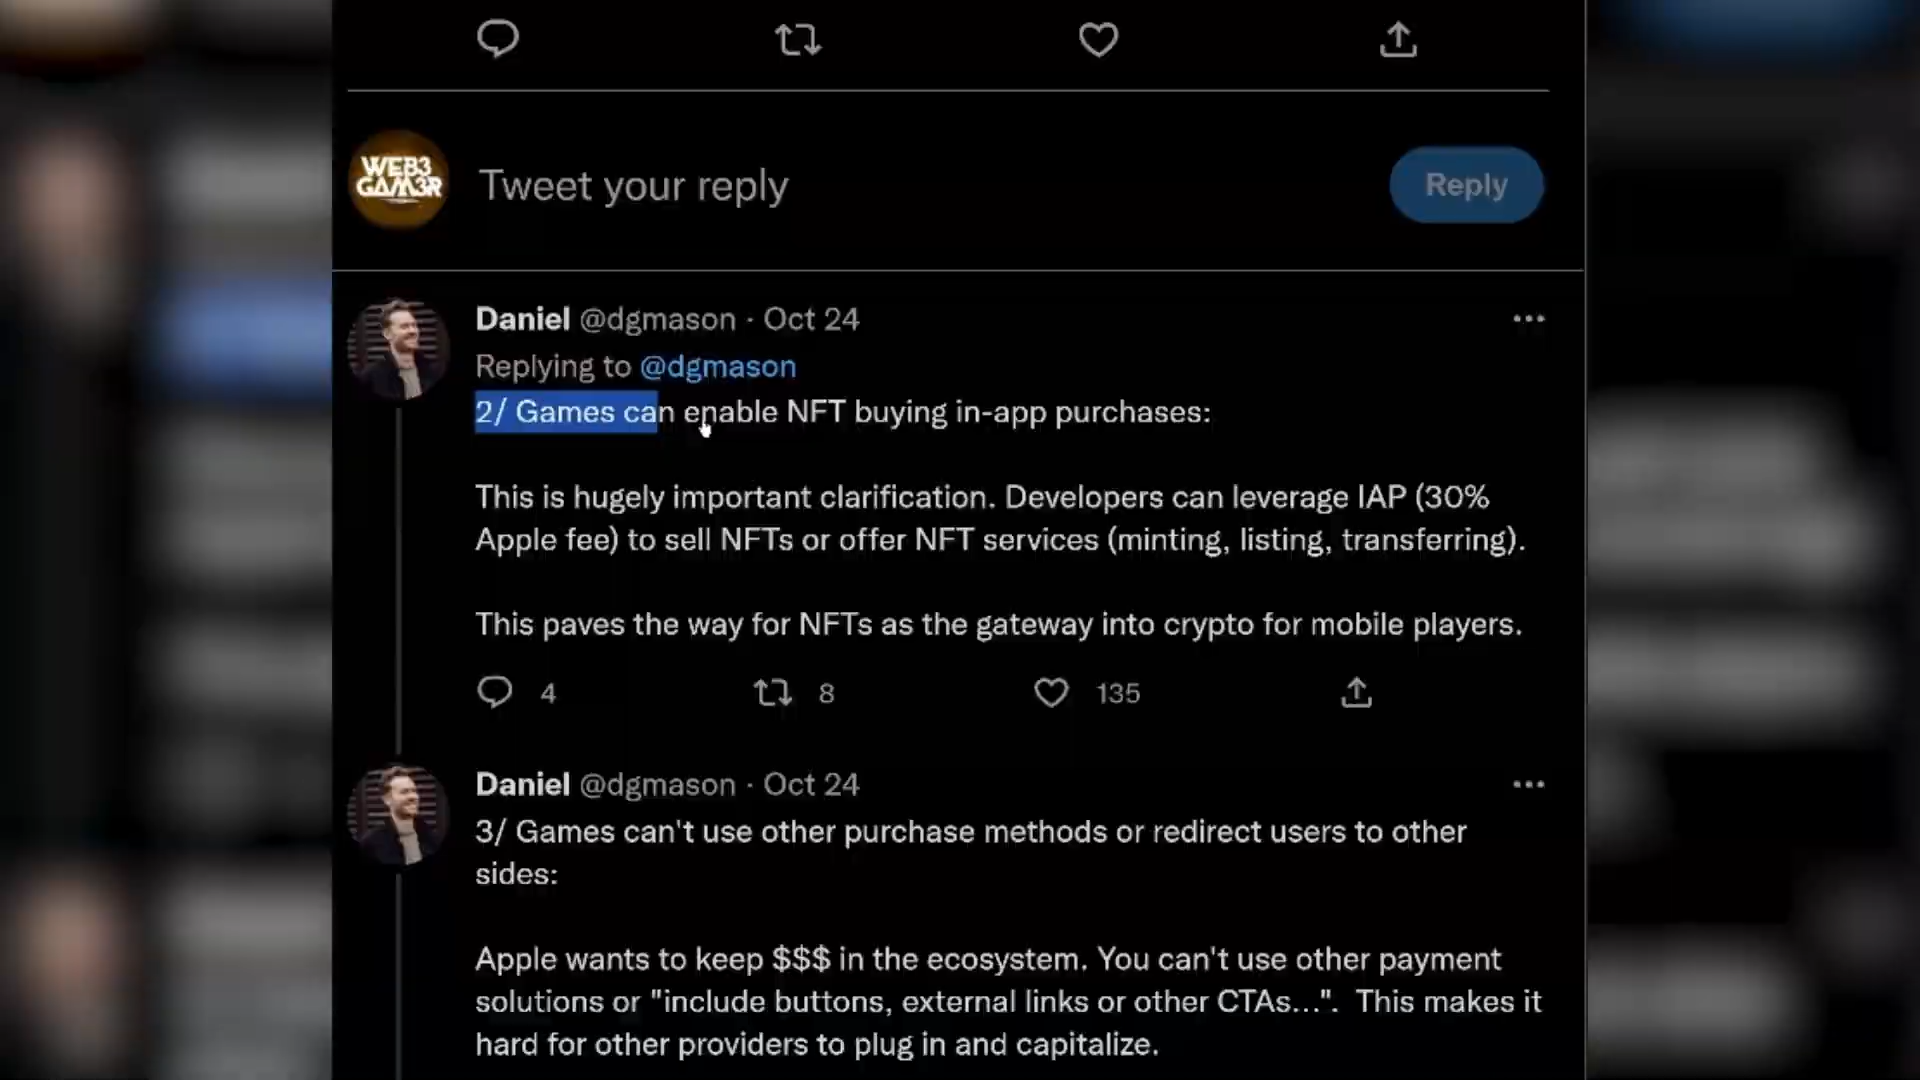 WEB3
GAM3R
Tweet your reply
Reply
Daniel @dgmason · Oct 24
Replying to @dgmason
2/ Games can enable NFT buying in-app purchases:
This is hugely important clarification. Developers can leverage IAP (30%
Apple fee) to sell NFTs or offer NFT services (minting, listing, transferring).
This paves the way for NFTs as the gateway into crypto for mobile players.
4 8 135
Daniel @dgmason · Oct 24
3/ Games can't use other purchase methods or redirect users to other
sides:
Apple wants to keep $$$ in the ecosystem. You can't use other payment
solutions or "include buttons, external links or other CTAs...". This makes it
hard for other providers to plug in and capitalize.